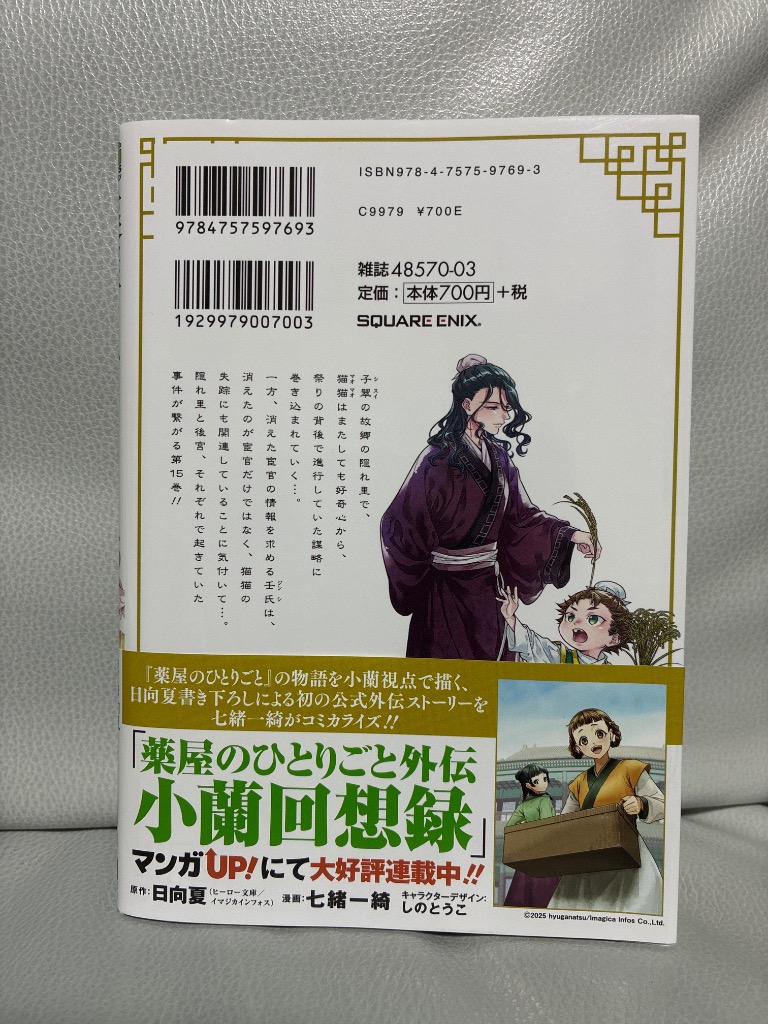 ISBN978-4-7575-9769-3
9784757597693
C9979 ¥700E
雑誌48570-03
定価：本体700円+税
1929979007003
SQUARE ENIX®
子翠の故郷の隠れ里で、
シスイ
猫猫はまたしても好奇心から、
マオマオ
祭りの背後で進行していた謀略に
巻き込まれていく…。
一方、消えた宦官の情報を求める壬氏は、
ジンシ
消えたのが宦官だけではなく、猫猫の
失踪にも関連していることに気付いて…。
隠れ里と後宮、それぞれで起きていた
事件が繋がる第15巻!!
『薬屋のひとりごと』の物語を小蘭視点で描く、
日向夏書き下ろしによる初の公式外伝ストーリーを
七緒一綺がコミカライズ!!
「薬屋のひとりごと外伝
小蘭回想録」
マンガUP!にて大好評連載中!!
原作：日向夏(ヒーロー文庫／イマジカインフォス) 漫画：七緒一綺 キャラクターデザイン：しのとうこ
©2025 hyuganatsu/Imagica Infos Co.,Ltd.